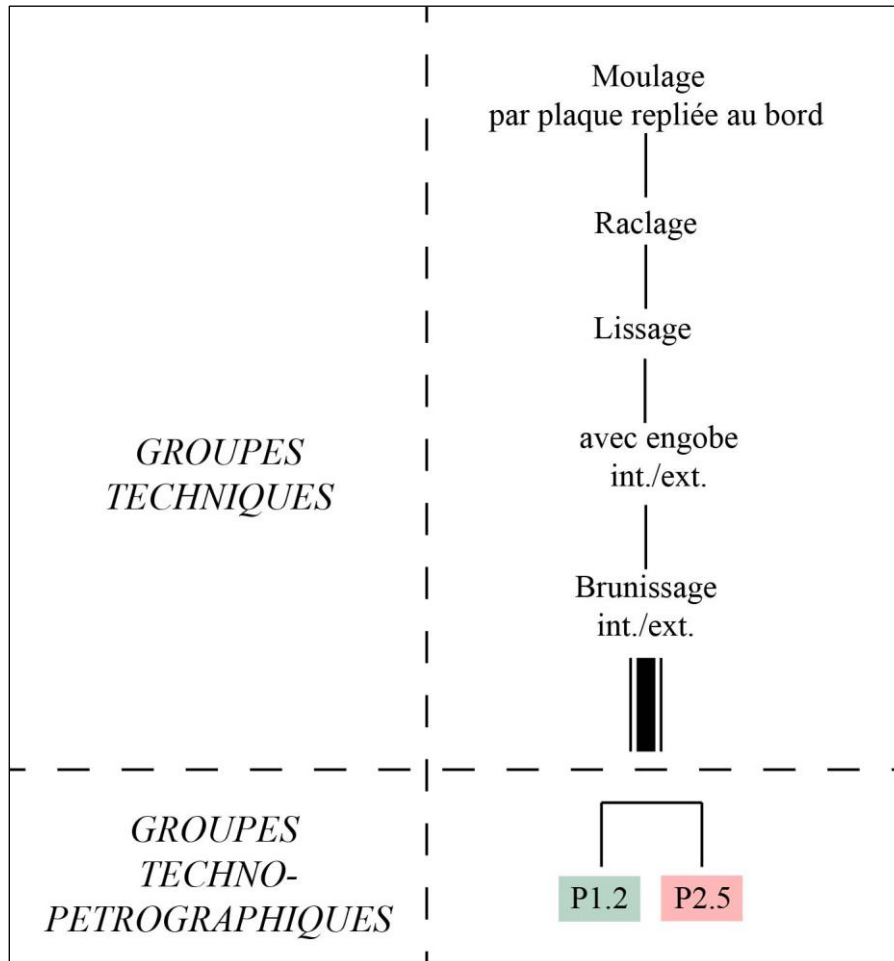 Moulage
par plaque repliée au bord
Raclage
Lissage
avec engobe
int./ext.
Brunissage
int./ext.
GROUPES
TECHNIQUES
GROUPES
TECHNO-
PETROGRAPHIQUES
P1.2 P2.5